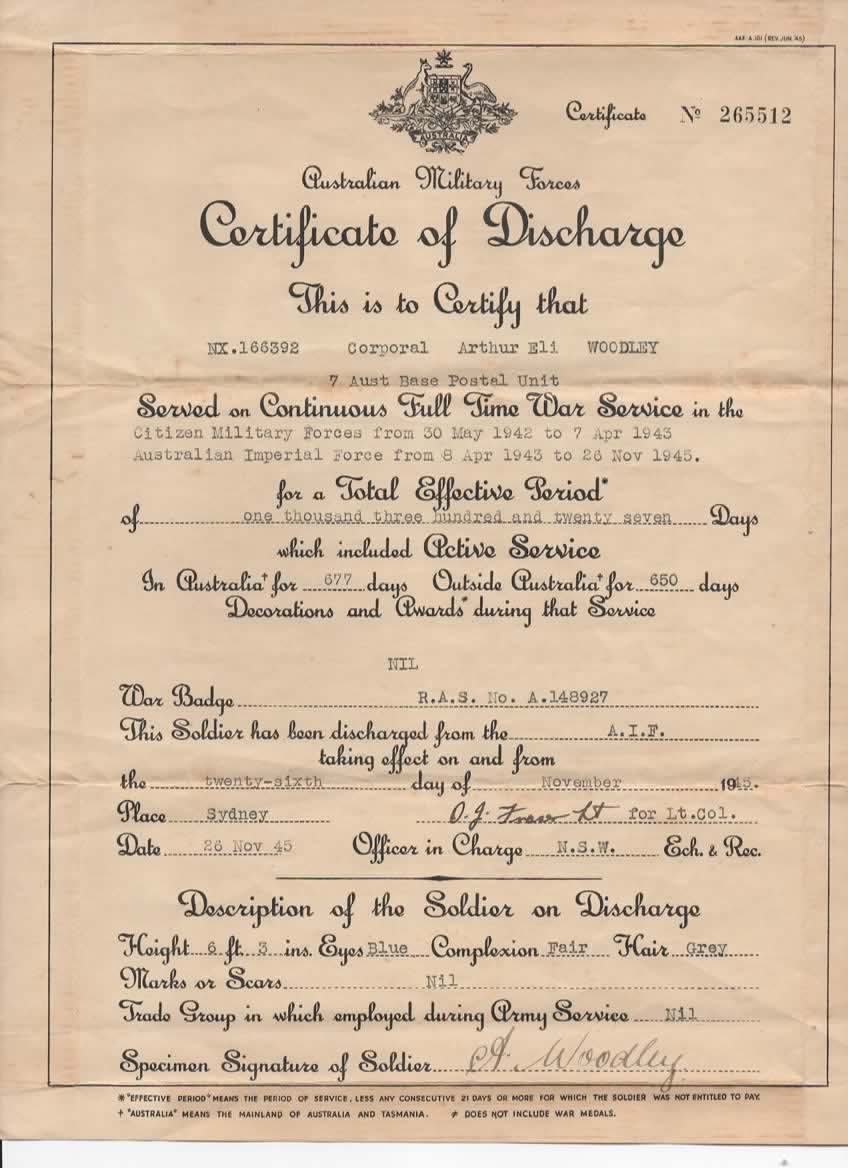 AAF A.101 (REV. JUN. '45)
AUSTRALIA
Certificate № 265512
Australian Military Forces
Certificate of Discharge
This is to Certify that
NX.166392 Corporal Arthur Eli WOODLEY
7 Aust Base Postal Unit
Served on Continuous Full Time War Service in the
Citizen Military Forces from 30 May 1942 to 7 Apr 1943
Australian Imperial Force from 8 Apr 1943 to 26 Nov 1945.
for a Total Effective Period*
of one thousand three hundred and twenty seven Days
which included Active Service
In Australia† for 677 days Outside Australia† for 650 days
Decorations and Awards≠ during that Service
NIL
War Badge R.A.S. No. A.148927
This Soldier has been discharged from the A.I.F.
taking effect on and from
the twenty-sixth day of November 1945.
Place Sydney O.J. Fraser Lt for Lt.Col.
Date 26 Nov 45 Officer in Charge N.S.W. Ech. & Rec.
Description of the Soldier on Discharge
Height 6 ft. 3 ins. Eyes Blue Complexion Fair Hair Grey
Marks or Scars Nil
Trade Group in which employed during Army Service Nil
Specimen Signature of Soldier A. Woodley
* "EFFECTIVE PERIOD" MEANS THE PERIOD OF SERVICE, LESS ANY CONSECUTIVE 21 DAYS OR MORE FOR WHICH THE SOLDIER WAS NOT ENTITLED TO PAY.
† "AUSTRALIA" MEANS THE MAINLAND OF AUSTRALIA AND TASMANIA. ≠ DOES NOT INCLUDE WAR MEDALS.